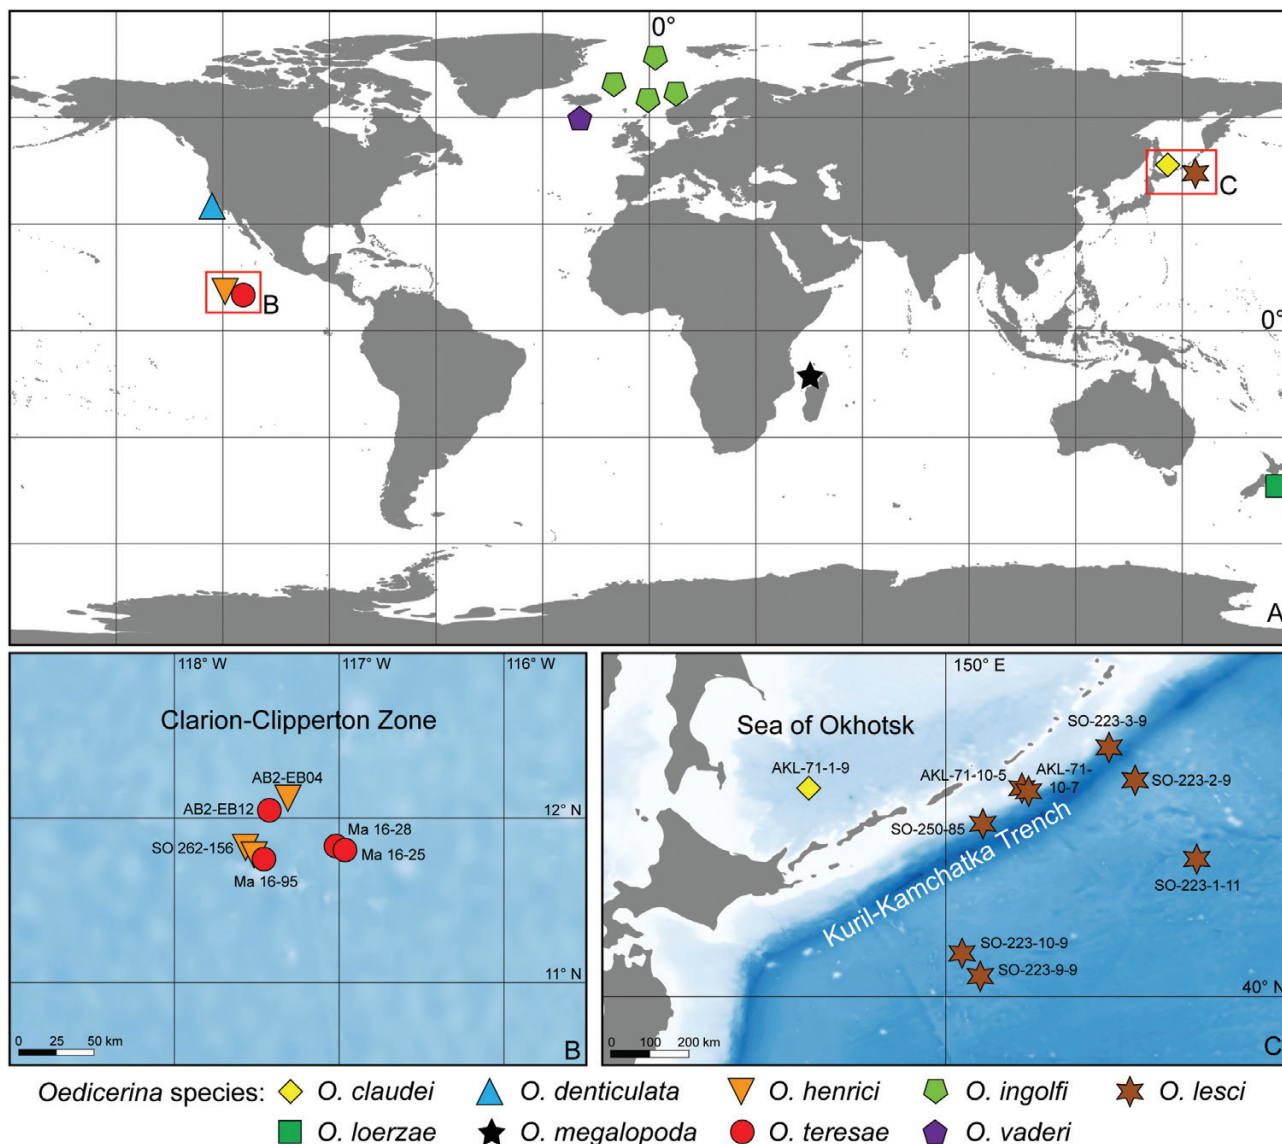 0°
C
B
0°
A
118° W
117° W
116° W
Clarion-Clipperton Zone
AB2-EB04
AB2-EB12
12° N
SO 262-156
Ma 16-28
Ma 16-25
Ma 16-95
11° N
0 25 50 km
B
150° E
Sea of Okhotsk
SO-223-3-9
AKL-71-1-9
AKL-71-10-5
AKL-71-
10-7
SO-223-2-9
SO-250-85
Kuril-Kamchatka Trench
SO-223-1-11
SO-223-10-9
SO-223-9-9
40° N
0 100 200 km
C
Oedicerina species: O. claudei O. denticulata O. henrici O. ingolfi O. lesci
O. loerzae O. megalopoda O. teresae O. vaderi